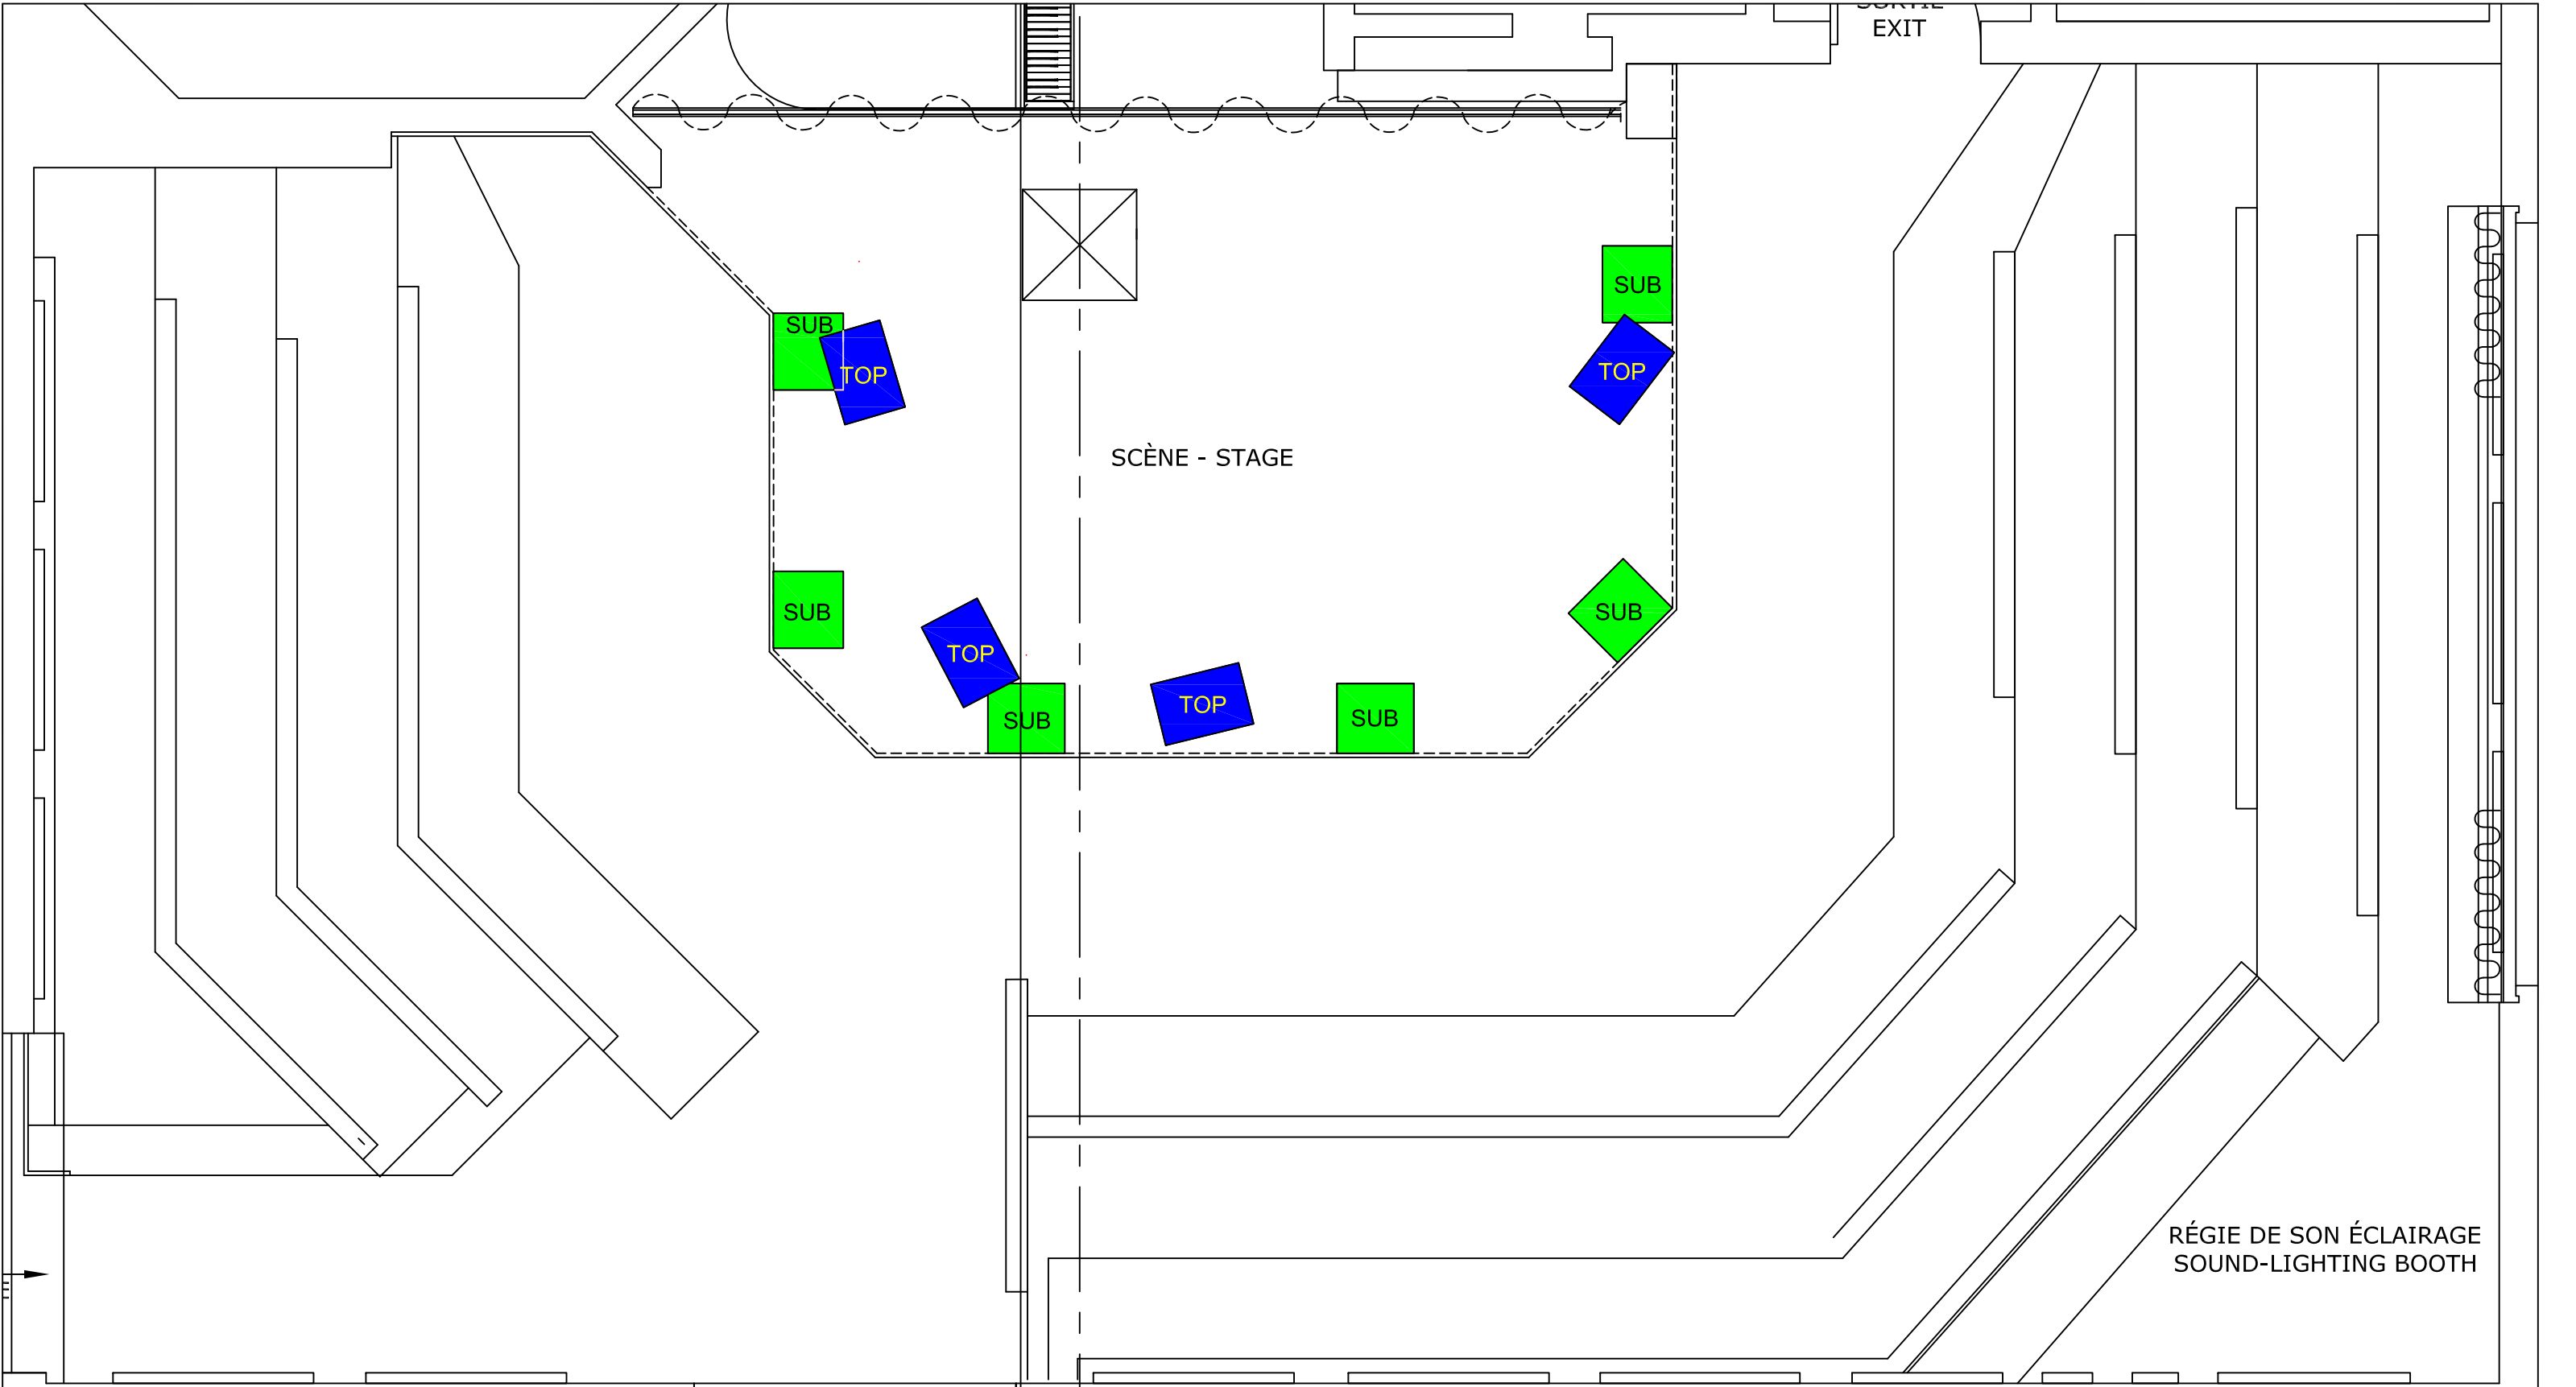 SORTIE
EXIT
SUB
SUB
TOP
TOP
SCÈNE - STAGE
SUB
SUB
TOP
TOP
SUB
SUB
RÉGIE DE SON ÉCLAIRAGE
SOUND-LIGHTING BOOTH